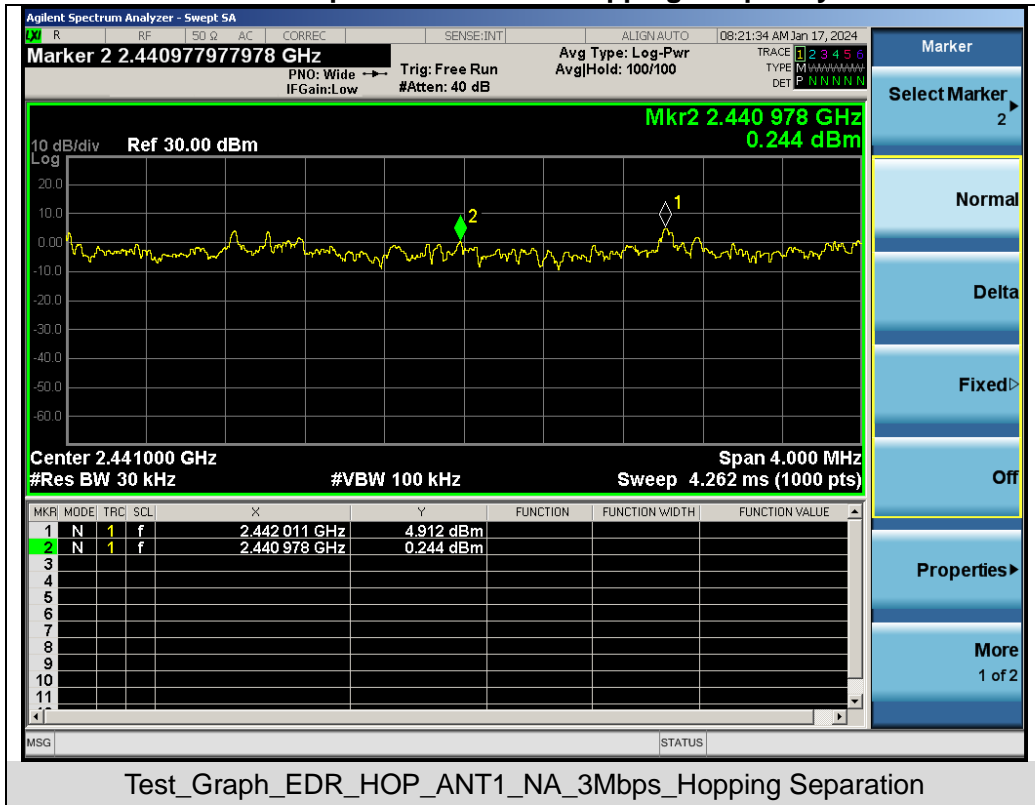 Agilent Spectrum Analyzer - Swept SA
LXI R RF 50 Ω AC CORREC SENSE:INT ALIGN AUTO 08:21:34 AM Jan 17, 2024
Marker 2 2.440977977978 GHz
PNO: Wide
IFGain:Low
Trig: Free Run
#Atten: 40 dB
Avg Type: Log-Pwr
Avg|Hold: 100/100
TRACE 1 2 3 4 5 6
TYPE M W W W W W
DET P N N N N N
Mkr2 2.440 978 GHz
0.244 dBm
10 dB/div Ref 30.00 dBm
Log
20.0
10.0
0.00
-10.0
-20.0
-30.0
-40.0
-50.0
-60.0
2
1
Center 2.441000 GHz Span 4.000 MHz
#Res BW 30 kHz #VBW 100 kHz Sweep 4.262 ms (1000 pts)
MKR MODE TRC SCL X Y FUNCTION FUNCTION WIDTH FUNCTION VALUE
1 N 1 f 2.442 011 GHz 4.912 dBm
2 N 1 f 2.440 978 GHz 0.244 dBm
3
4
5
6
7
8
9
10
11
MSG STATUS
Marker
Select Marker
2
Normal
Delta
Fixed
Off
Properties
More
1 of 2
Test_Graph_EDR_HOP_ANT1_NA_3Mbps_Hopping Separation